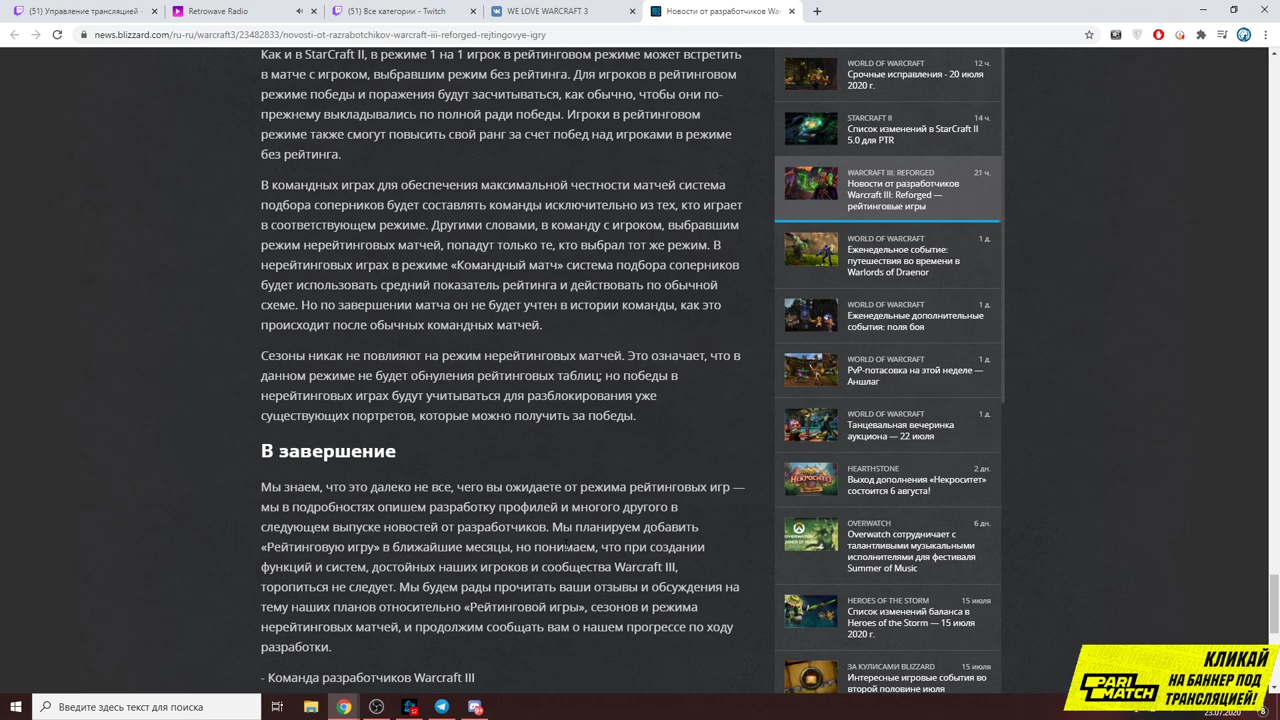 (51) Управление трансляцией
Retrowave Radio
(51) Все категории - Twitch
WE LOVE WARCRAFT 3
Новости от разработчиков
news.blizzard.com/ru-ru/warcraft3/23482833/novosti-ot-razrabotchikov-warcraft-iii-reforged-rejtingovye-igry
Как и в StarCraft II, в режиме 1 на 1 игрок в рейтинговом режиме может встретить
в матче с игроком, выбравшим режим без рейтинга. Для игроков в рейтинговом
режиме победы и поражения будут засчитываться, как обычно, чтобы они по-
прежнему выкладывались по полной ради победы. Игроки в рейтинговом
режиме также смогут повысить свой ранг за счет побед над игроками в режиме
без рейтинга.
В командных играх для обеспечения максимальной честности матчей система
подбора соперников будет составлять команды исключительно из тех, кто играет
в соответствующем режиме. Другими словами, в команду с игроком, выбравшим
режим нерейтинговых матчей, попадут только те, кто выбрал тот же режим. В
нерейтинговых играх в режиме «Командный матч» система подбора соперников
будет использовать средний показатель рейтинга и действовать по обычной
схеме. Но по завершении матча он не будет учтен в истории команды, как это
происходит после обычных командных матчей.
Сезоны никак не повлияют на режим нерейтинговых матчей. Это означает, что в
данном режиме не будет обнуления рейтинговых таблиц; но победы в
нерейтинговых играх будут учитываться для разблокирования уже
существующих портретов, которые можно получить за победы.
В завершение
Мы знаем, что это далеко не все, чего вы ожидаете от режима рейтинговых игр —
мы в подробностях опишем разработку профилей и многого другого в
следующем выпуске новостей от разработчиков. Мы планируем добавить
«Рейтинговую игру» в ближайшие месяцы, но понимаем, что при создании
функций и систем, достойных наших игроков и сообщества Warcraft III,
торопиться не следует. Мы будем рады прочитать ваши отзывы и обсуждения на
тему наших планов относительно «Рейтинговой игры», сезонов и режима
нерейтинговых матчей, и продолжим сообщать вам о нашем прогрессе по ходу
разработки.
- Команда разработчиков Warcraft III
WORLD OF WARCRAFT 12 ч.
Срочные исправления - 20 июля
2020 г.
STARCRAFT II 14 ч.
Список изменений в StarCraft II
5.0 для PTR
WARCRAFT III: REFORGED 21 ч.
Новости от разработчиков
Warcraft III: Reforged —
рейтинговые игры
WORLD OF WARCRAFT 1 д.
Еженедельное событие:
путешествия во времени в
Warlords of Draenor
WORLD OF WARCRAFT 1 д.
Еженедельные дополнительные
события: поля боя
WORLD OF WARCRAFT 1 д.
PvP-потасовка на этой неделе —
Аншлаг
WORLD OF WARCRAFT 1 д.
Танцевальная вечеринка
аукциона — 22 июля
HEARTHSTONE 2 дн.
Выход дополнения «Некроситет»
состоится 6 августа!
OVERWATCH 6 дн.
Overwatch сотрудничает с
талантливыми музыкальными
исполнителями для фестиваля
Summer of Music
HEROES OF THE STORM 15 июля
Список изменений баланса в
Heroes of the Storm — 15 июля
2020 г.
ЗА КУЛИСАМИ BLIZZARD 15 июля
Интересные игровые события во
второй половине июля
КЛИКАЙ
НА БАННЕР ПОД
ТРАНСЛЯЦИЕЙ!
PARI
MATCH
Введите здесь текст для поиска
23.07.2020